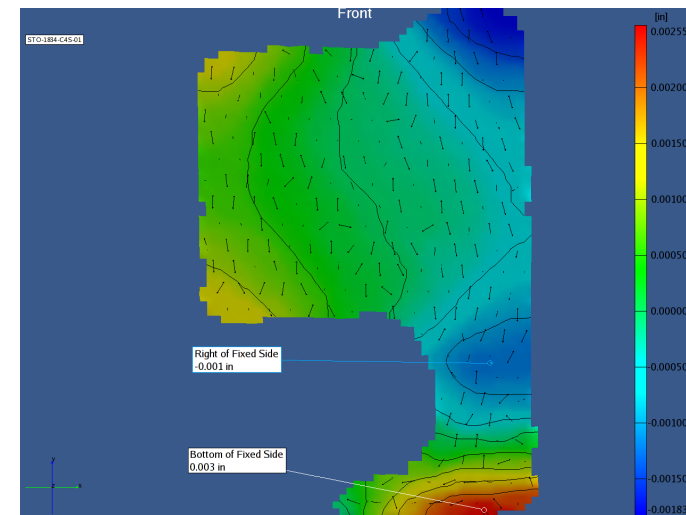 Front
[in]
STO-1834-C4S-01
0.00255
0.00200
0.00150
0.00100
0.00050
0.00000
-0.00050
-0.00100
-0.00150
-0.00183
Right of Fixed Side
-0.001 in
Bottom of Fixed Side
0.003 in
y
z
x